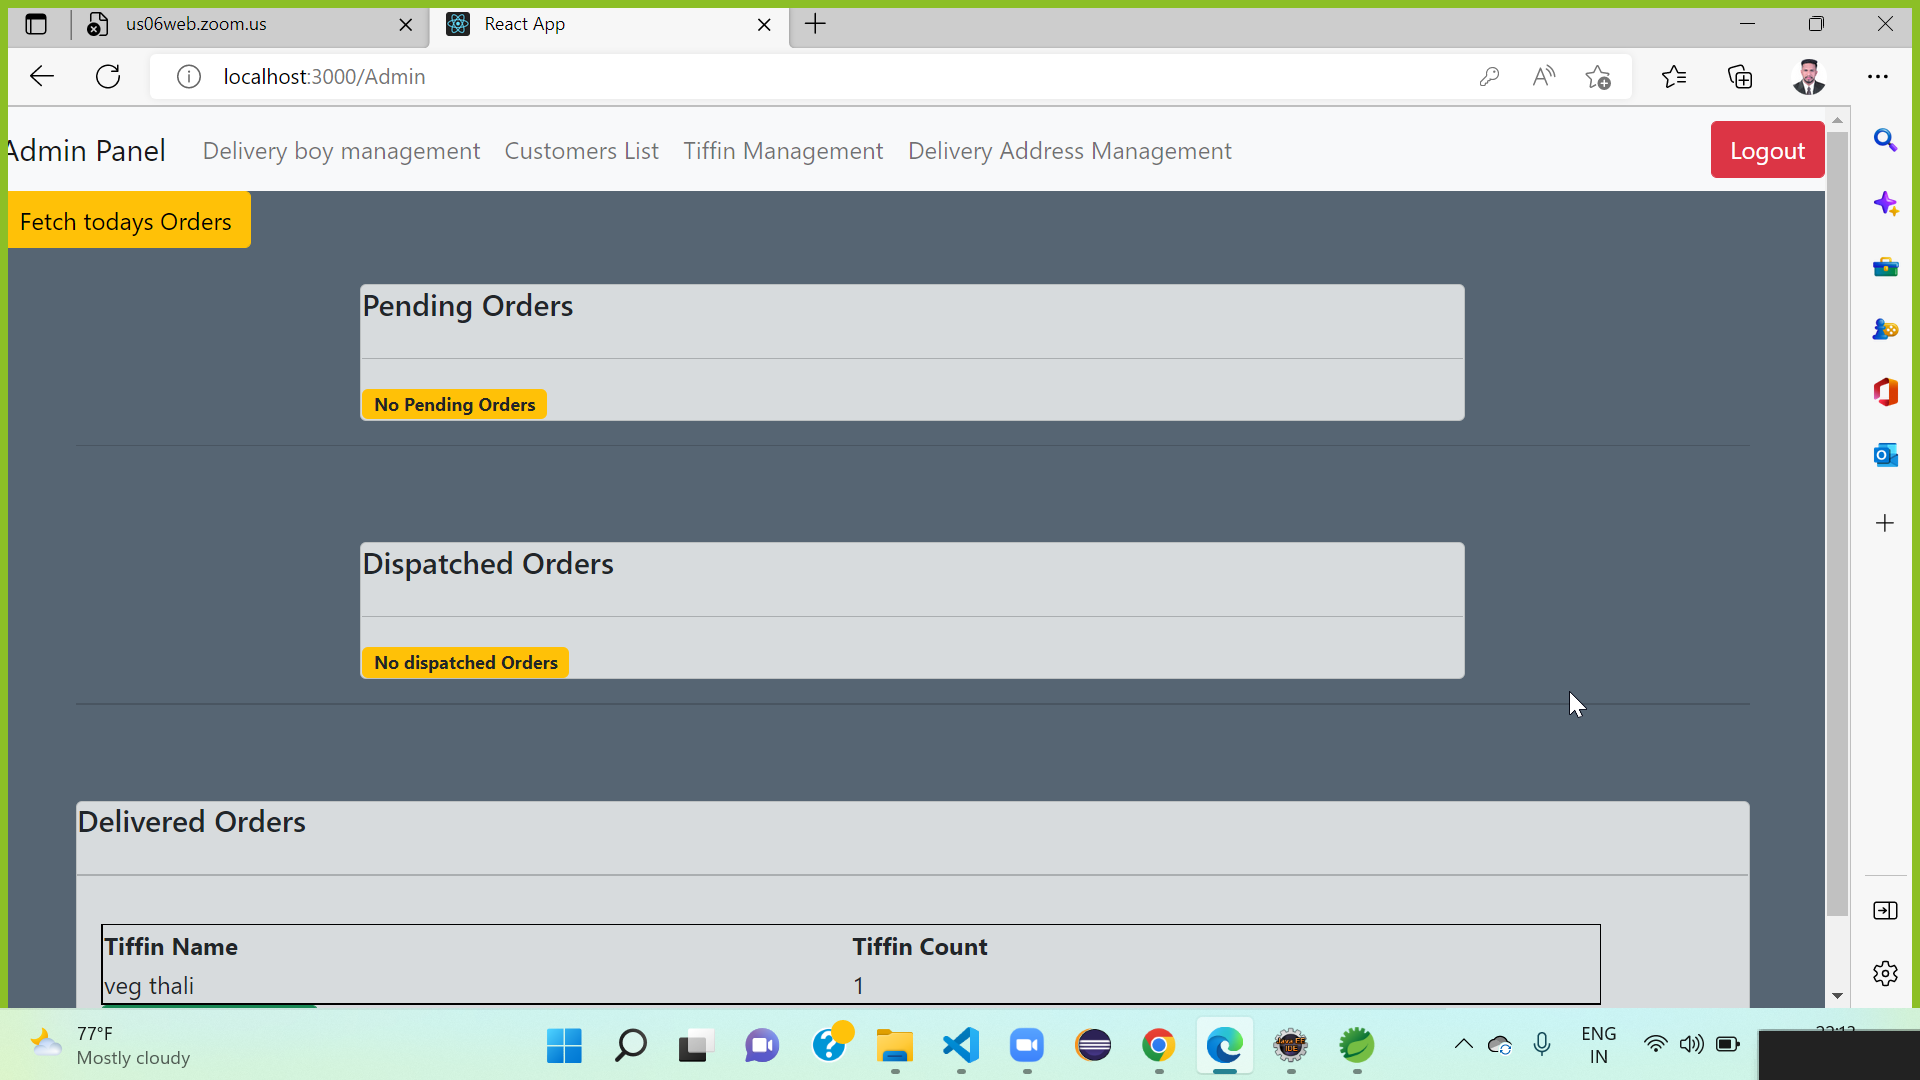 us06web.zoom.us
React App
localhost:3000/Admin
Admin Panel
Delivery boy management
Customers List
Tiffin Management
Delivery Address Management
Logout
Fetch todays Orders
Pending Orders
No Pending Orders
Dispatched Orders
No dispatched Orders
Delivered Orders
Tiffin Name Tiffin Count
veg thali 1
77°F
Mostly cloudy
ENG
IN